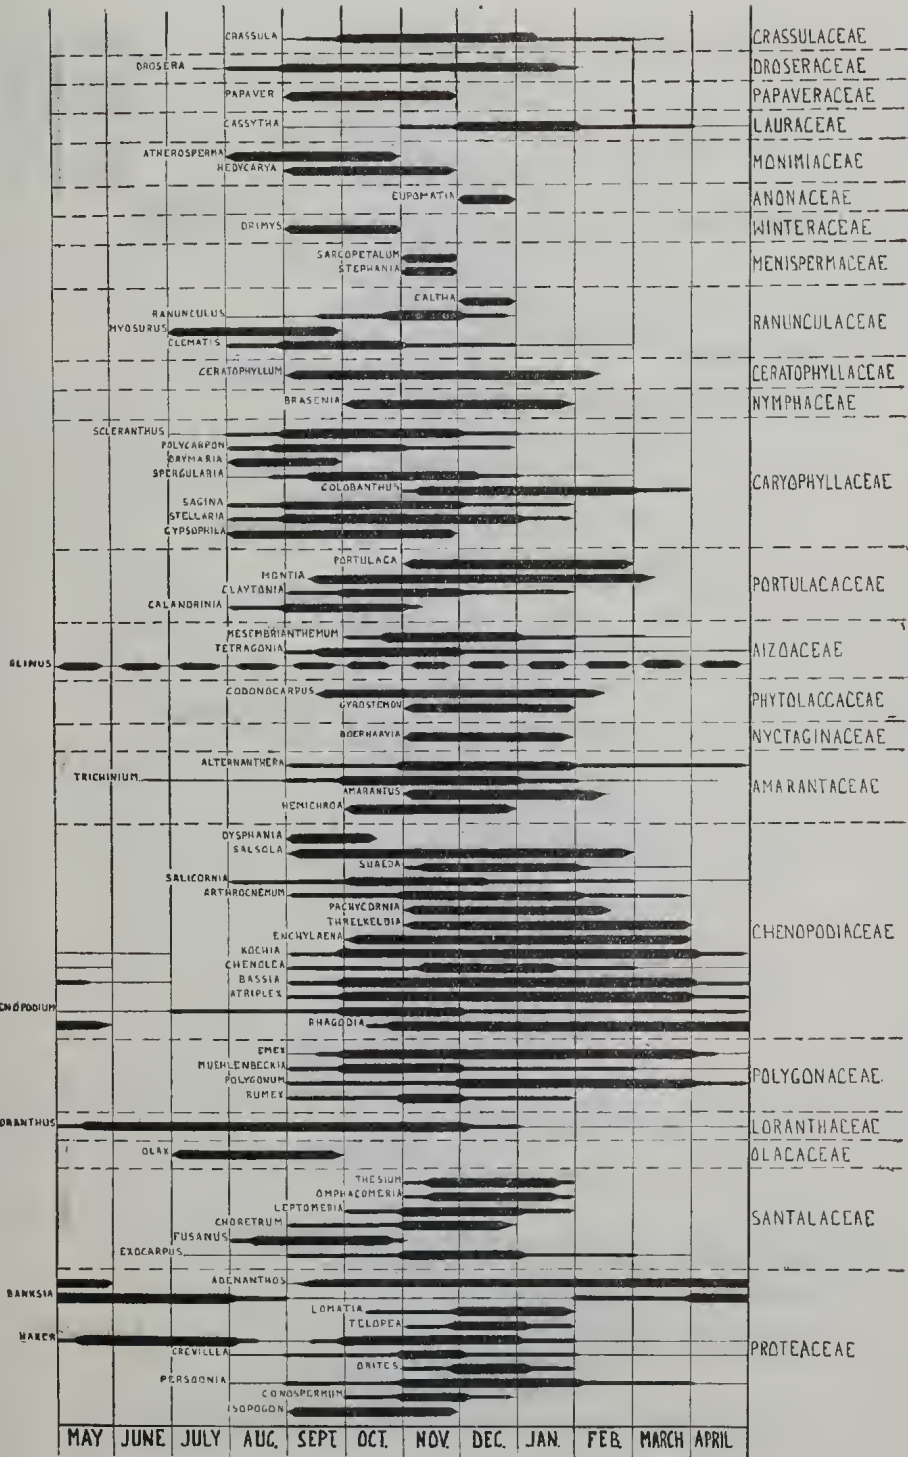 CRASSULA CRASSULACEAE
DROSERA DROSERACEAE
PAPAVER PAPAVERACEAE
CASSYTHA LAURACEAE
ATHEROSPERMA
HEDYCARYA MONIMIACEAE
EUPOMATIA ANONACEAE
DRIMYS WINTERACEAE
SARCOPETALUM
STEPHANIA MENISPERMACEAE
CALTHA
RANUNCULUS RANUNCULACEAE
MYOSURUS
CLEMATIS
CERATOPHYLLUM CERATOPHYLLACEAE
BRASENIA NYMPHACEAE
SCLERANTHUS
POLYCARPON
DRYMARIA
SPERGULARIA
COLOBANTHUS CARYOPHYLLACEAE
SAGINA
STELLARIA
GYPSOPHILA
PORTULACA
MONTIA PORTULACACEAE
CLAYTONIA
CALANDRINIA
MESEMBRIANTHEMUM
TETRAGONIA AIZOACEAE
GLINUS
CODONOCARPUS PHYTOLACCACEAE
GYROSTEMON
BOERHAAVIA NYCTAGINACEAE
ALTERNANTHERA
TRICHINIUM AMARANTACEAE
AMARANTUS
HEMICHROA
DYSPHANIA
SALSOLA
SUAEDA
SALICORNIA
ARTHROCNEMUM
PACHYCORNIA
THRELKELDIA CHENOPODIACEAE
ENCHYLAENA
KOCHIA
CHENOLEA
BASSIA
ATRIPLEX
ENOPODIUM
RHAGODIA
EMEX
MUEHLENBECKIA POLYGONACEAE.
POLYGONUM
RUMEX
ORANTHUS LORANTHACEAE
OLAX OLACACEAE
THESIUM
OMPHACOMERIA
LEPTOMERIA SANTALACEAE
CHORETRUM
FUSANUS
EXOCARPUS
ADENANTHOS
BANKSIA
LOMATIA
TELOPEA
HAKEA PROTEACEAE
GREVILLEA
ORITES
PERSOONIA
CONOSPERMUM
ISOPOGON
MAY JUNE JULY AUG. SEPT OCT. NOV. DEC. JAN. FEB. MARCH APRIL